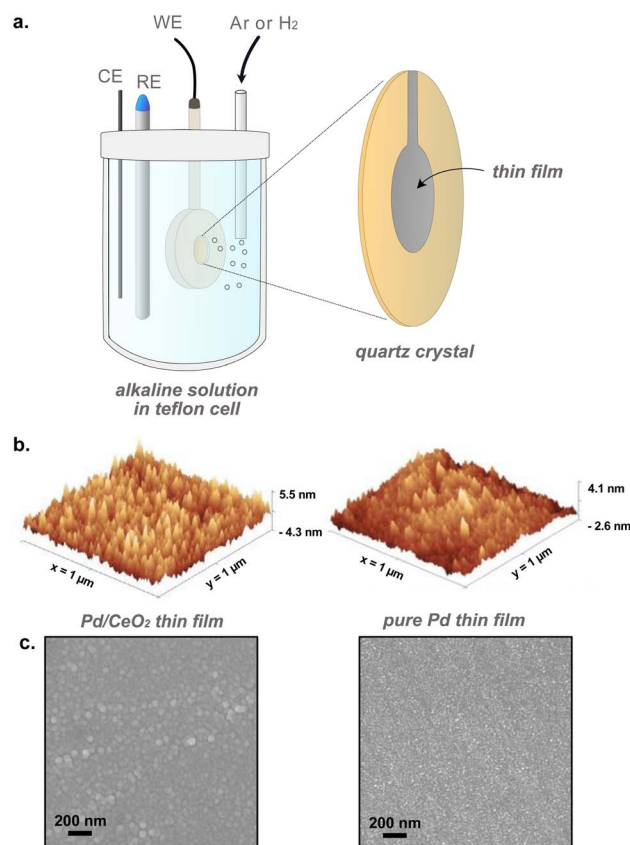 a.
WE
Ar or H₂
CE
RE
thin film
quartz crystal
alkaline solution
in teflon cell
b.
5.5 nm
- 4.3 nm
x = 1 µm
y = 1 µm
4.1 nm
- 2.6 nm
x = 1 µm
y = 1 µm
Pd/CeO₂ thin film
pure Pd thin film
c.
200 nm
200 nm